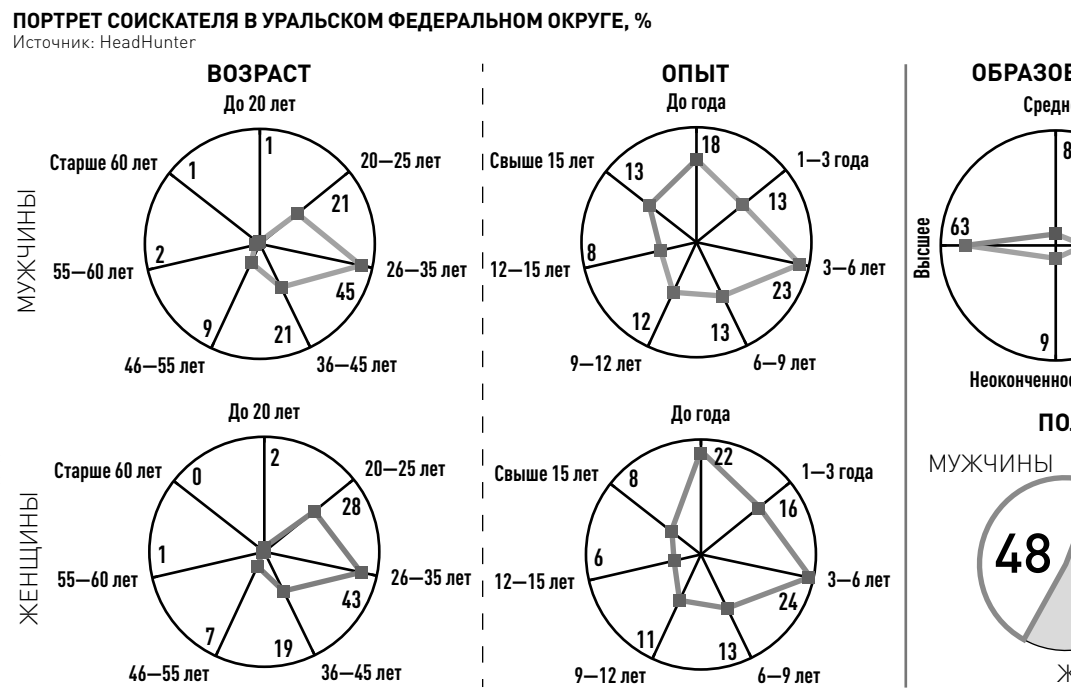 ПОРТРЕТ СОИСКАТЕЛЯ В УРАЛЬСКОМ ФЕДЕРАЛЬНОМ ОКРУГЕ, %
Источник: HeadHunter
ВОЗРАСТ
МУЖЧИНЫ
До 20 лет
1
20—25 лет
21
26—35 лет
45
36—45 лет
21
46—55 лет
9
55—60 лет
2
Старше 60 лет
1
ЖЕНЩИНЫ
До 20 лет
2
20—25 лет
28
26—35 лет
43
36—45 лет
19
46—55 лет
7
55—60 лет
1
Старше 60 лет
0
ОПЫТ
До года
18
1—3 года
13
3—6 лет
23
6—9 лет
13
9—12 лет
12
12—15 лет
8
Свыше 15 лет
13
До года
22
1—3 года
16
3—6 лет
24
6—9 лет
13
9—12 лет
11
12—15 лет
6
Свыше 15 лет
8
ОБРАЗОВ
Средн
8
Высшее
63
9
Неоконченно
ПО
МУЖЧИНЫ
48
Ж